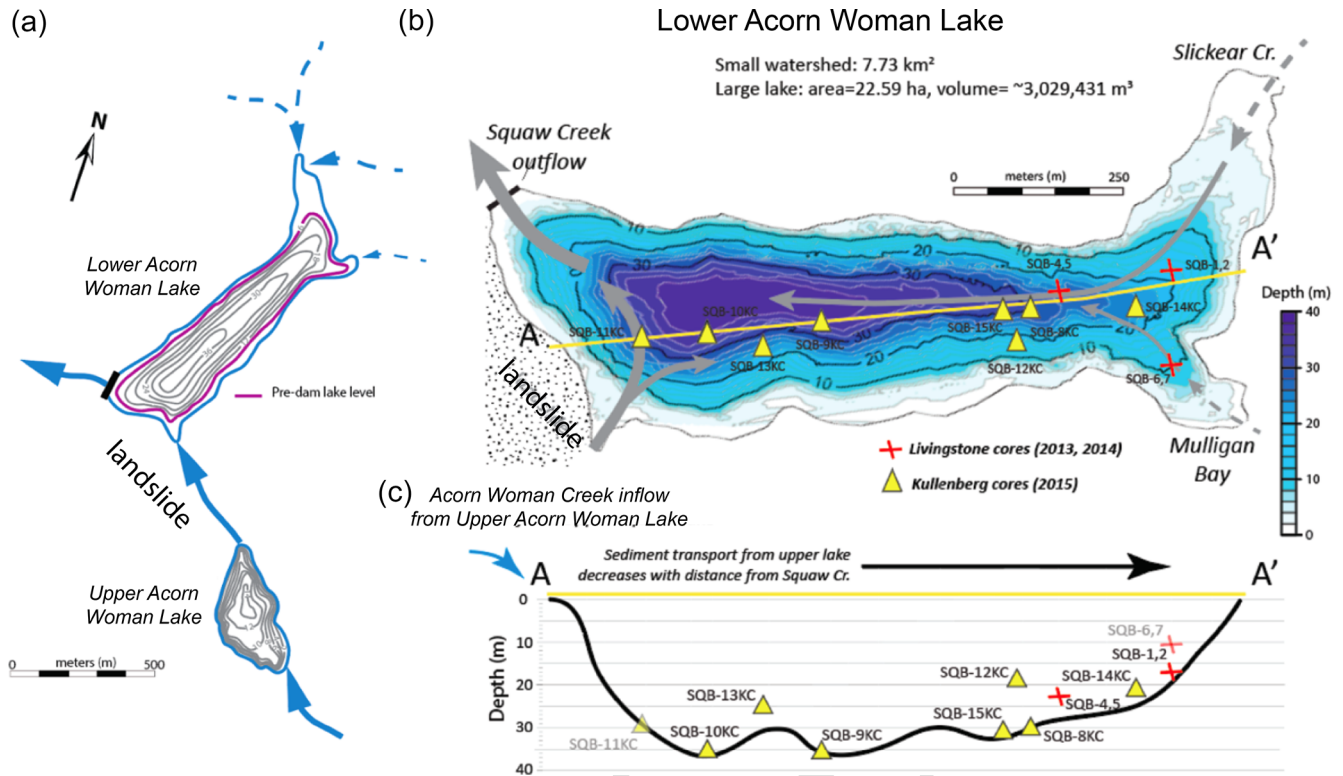 (a)
N
Lower Acorn
Woman Lake
Pre-dam lake level
landslide
Upper Acorn
Woman Lake
0 meters (m) 500
(b)
Lower Acorn Woman Lake
Small watershed: 7.73 km²
Large lake: area=22.59 ha, volume= ~3,029,431 m³
Slickear Cr.
Squaw Creek
outflow
0 meters (m) 250
A'
A
10
20
10
30
30
SQB-4,5
SQB-1,2
SQB-10KC
SQB-11KC
SQB-9KC
SQB-13KC
SQB-15KC
SQB-8KC
SQB-14KC
SQB-12KC
SQB-6,7
30
20
10
20
10
landslide
Mulligan
Bay
Livingstone cores (2013, 2014)
Kullenberg cores (2015)
Depth (m)
40
30
20
10
0
(c)
Acorn Woman Creek inflow
from Upper Acorn Woman Lake
Sediment transport from upper lake
decreases with distance from Squaw Cr.
A
A'
Depth (m)
0
10
20
30
40
SQB-6,7
SQB-1,2
SQB-12KC
SQB-14KC
SQB-13KC
SQB-4,5
SQB-15KC
SQB-10KC
SQB-9KC
SQB-8KC
SQB-11KC